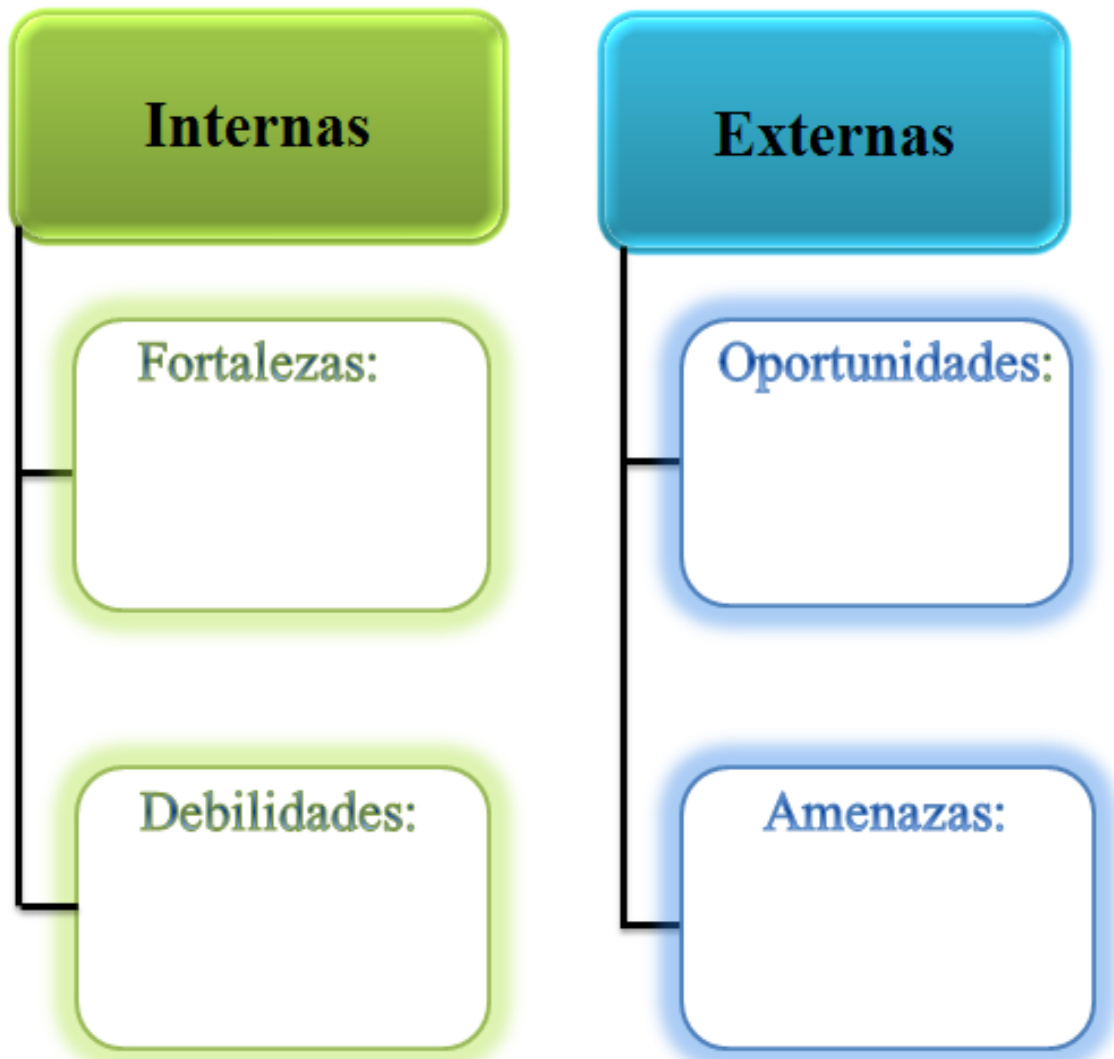 Internas
Externas
Fortalezas:
Oportunidades:
Debilidades:
Amenazas: